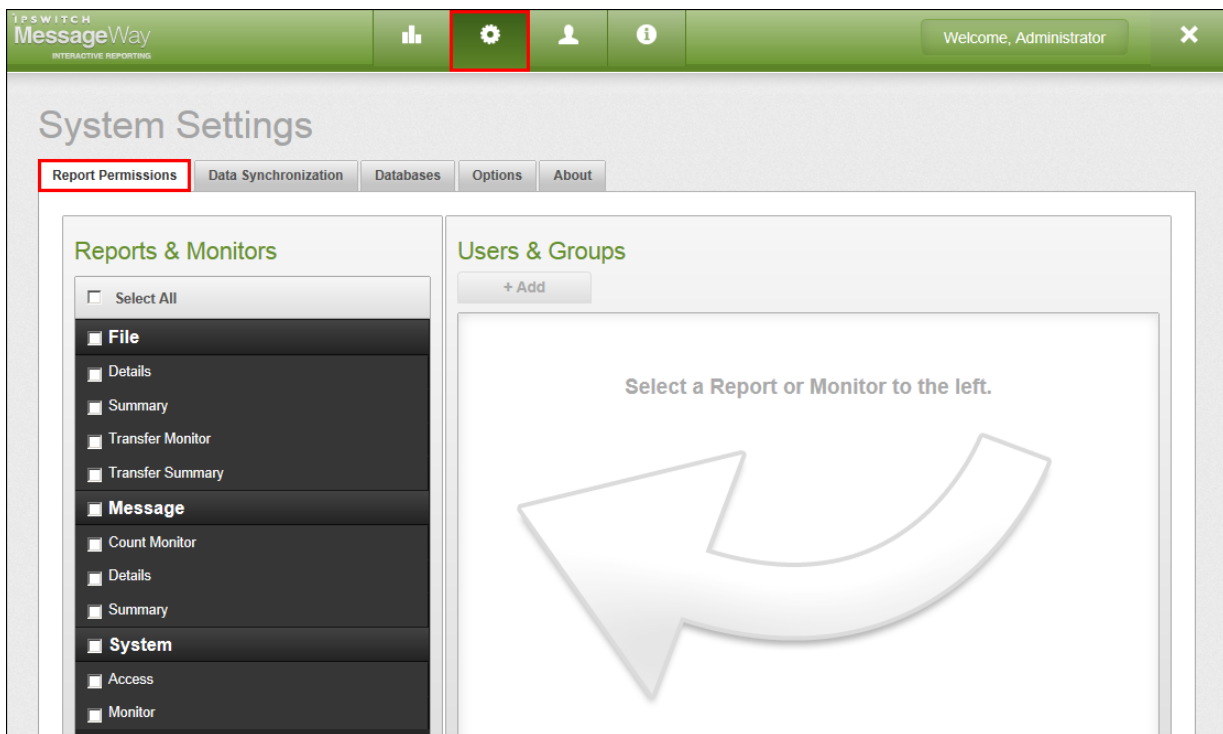 IPSWITCH
MessageWay
INTERACTIVE REPORTING
Welcome, Administrator
System Settings
Report Permissions
Data Synchronization
Databases
Options
About
Reports & Monitors
Select All
File
Details
Summary
Transfer Monitor
Transfer Summary
Message
Count Monitor
Details
Summary
System
Access
Monitor
Users & Groups
+ Add
Select a Report or Monitor to the left.